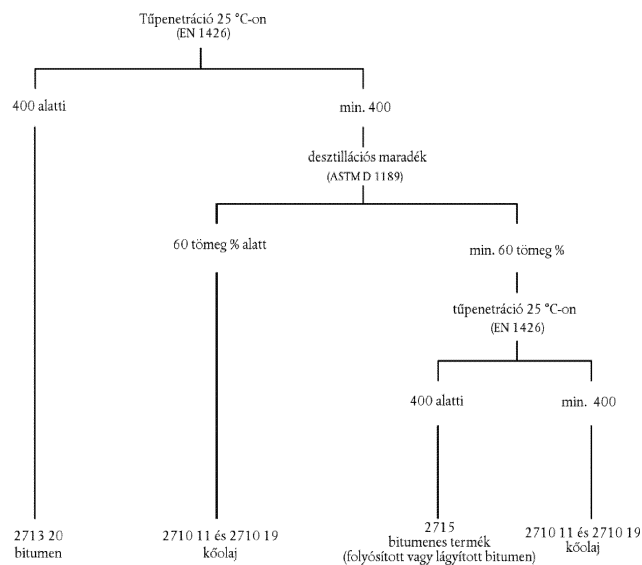 Tűpenetráció 25 °C-on
(EN 1426)
400 alatti
min. 400
desztillációs maradék
(ASTM D 1189)
60 tömeg % alatt
min. 60 tömeg %
tűpenetráció 25 °C-on
(EN 1426)
400 alatti
min. 400
2713 20
bitumen
2710 11 és 2710 19
kőolaj
2715
bitumenes termék
(folyósított vagy lágyított bitumen)
2710 11 és 2710 19
kőolaj